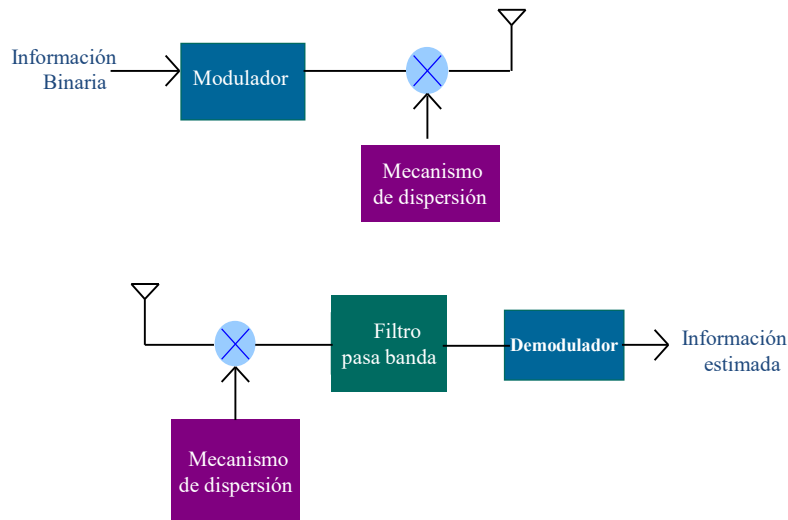 Información
Binaria
Modulador
Mecanismo
de dispersión
Filtro
pasa banda
Demodulador
Información
estimada
Mecanismo
de dispersión